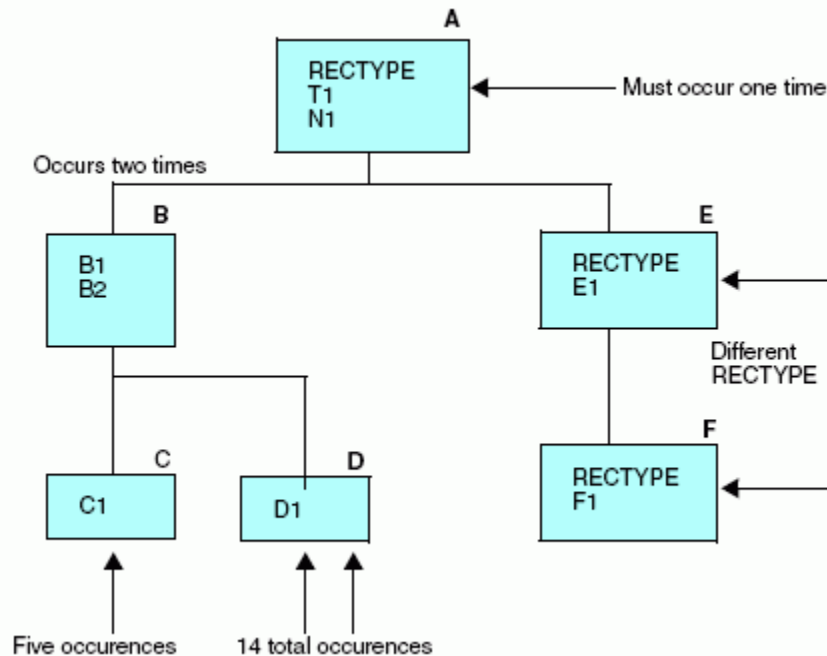 A
RECTYPE
T1
N1
Must occur one time
Occurs two times
B
B1
B2
E
RECTYPE
E1
Different
RECTYPE
C
C1
D
D1
F
RECTYPE
F1
Five occurences
14 total occurences